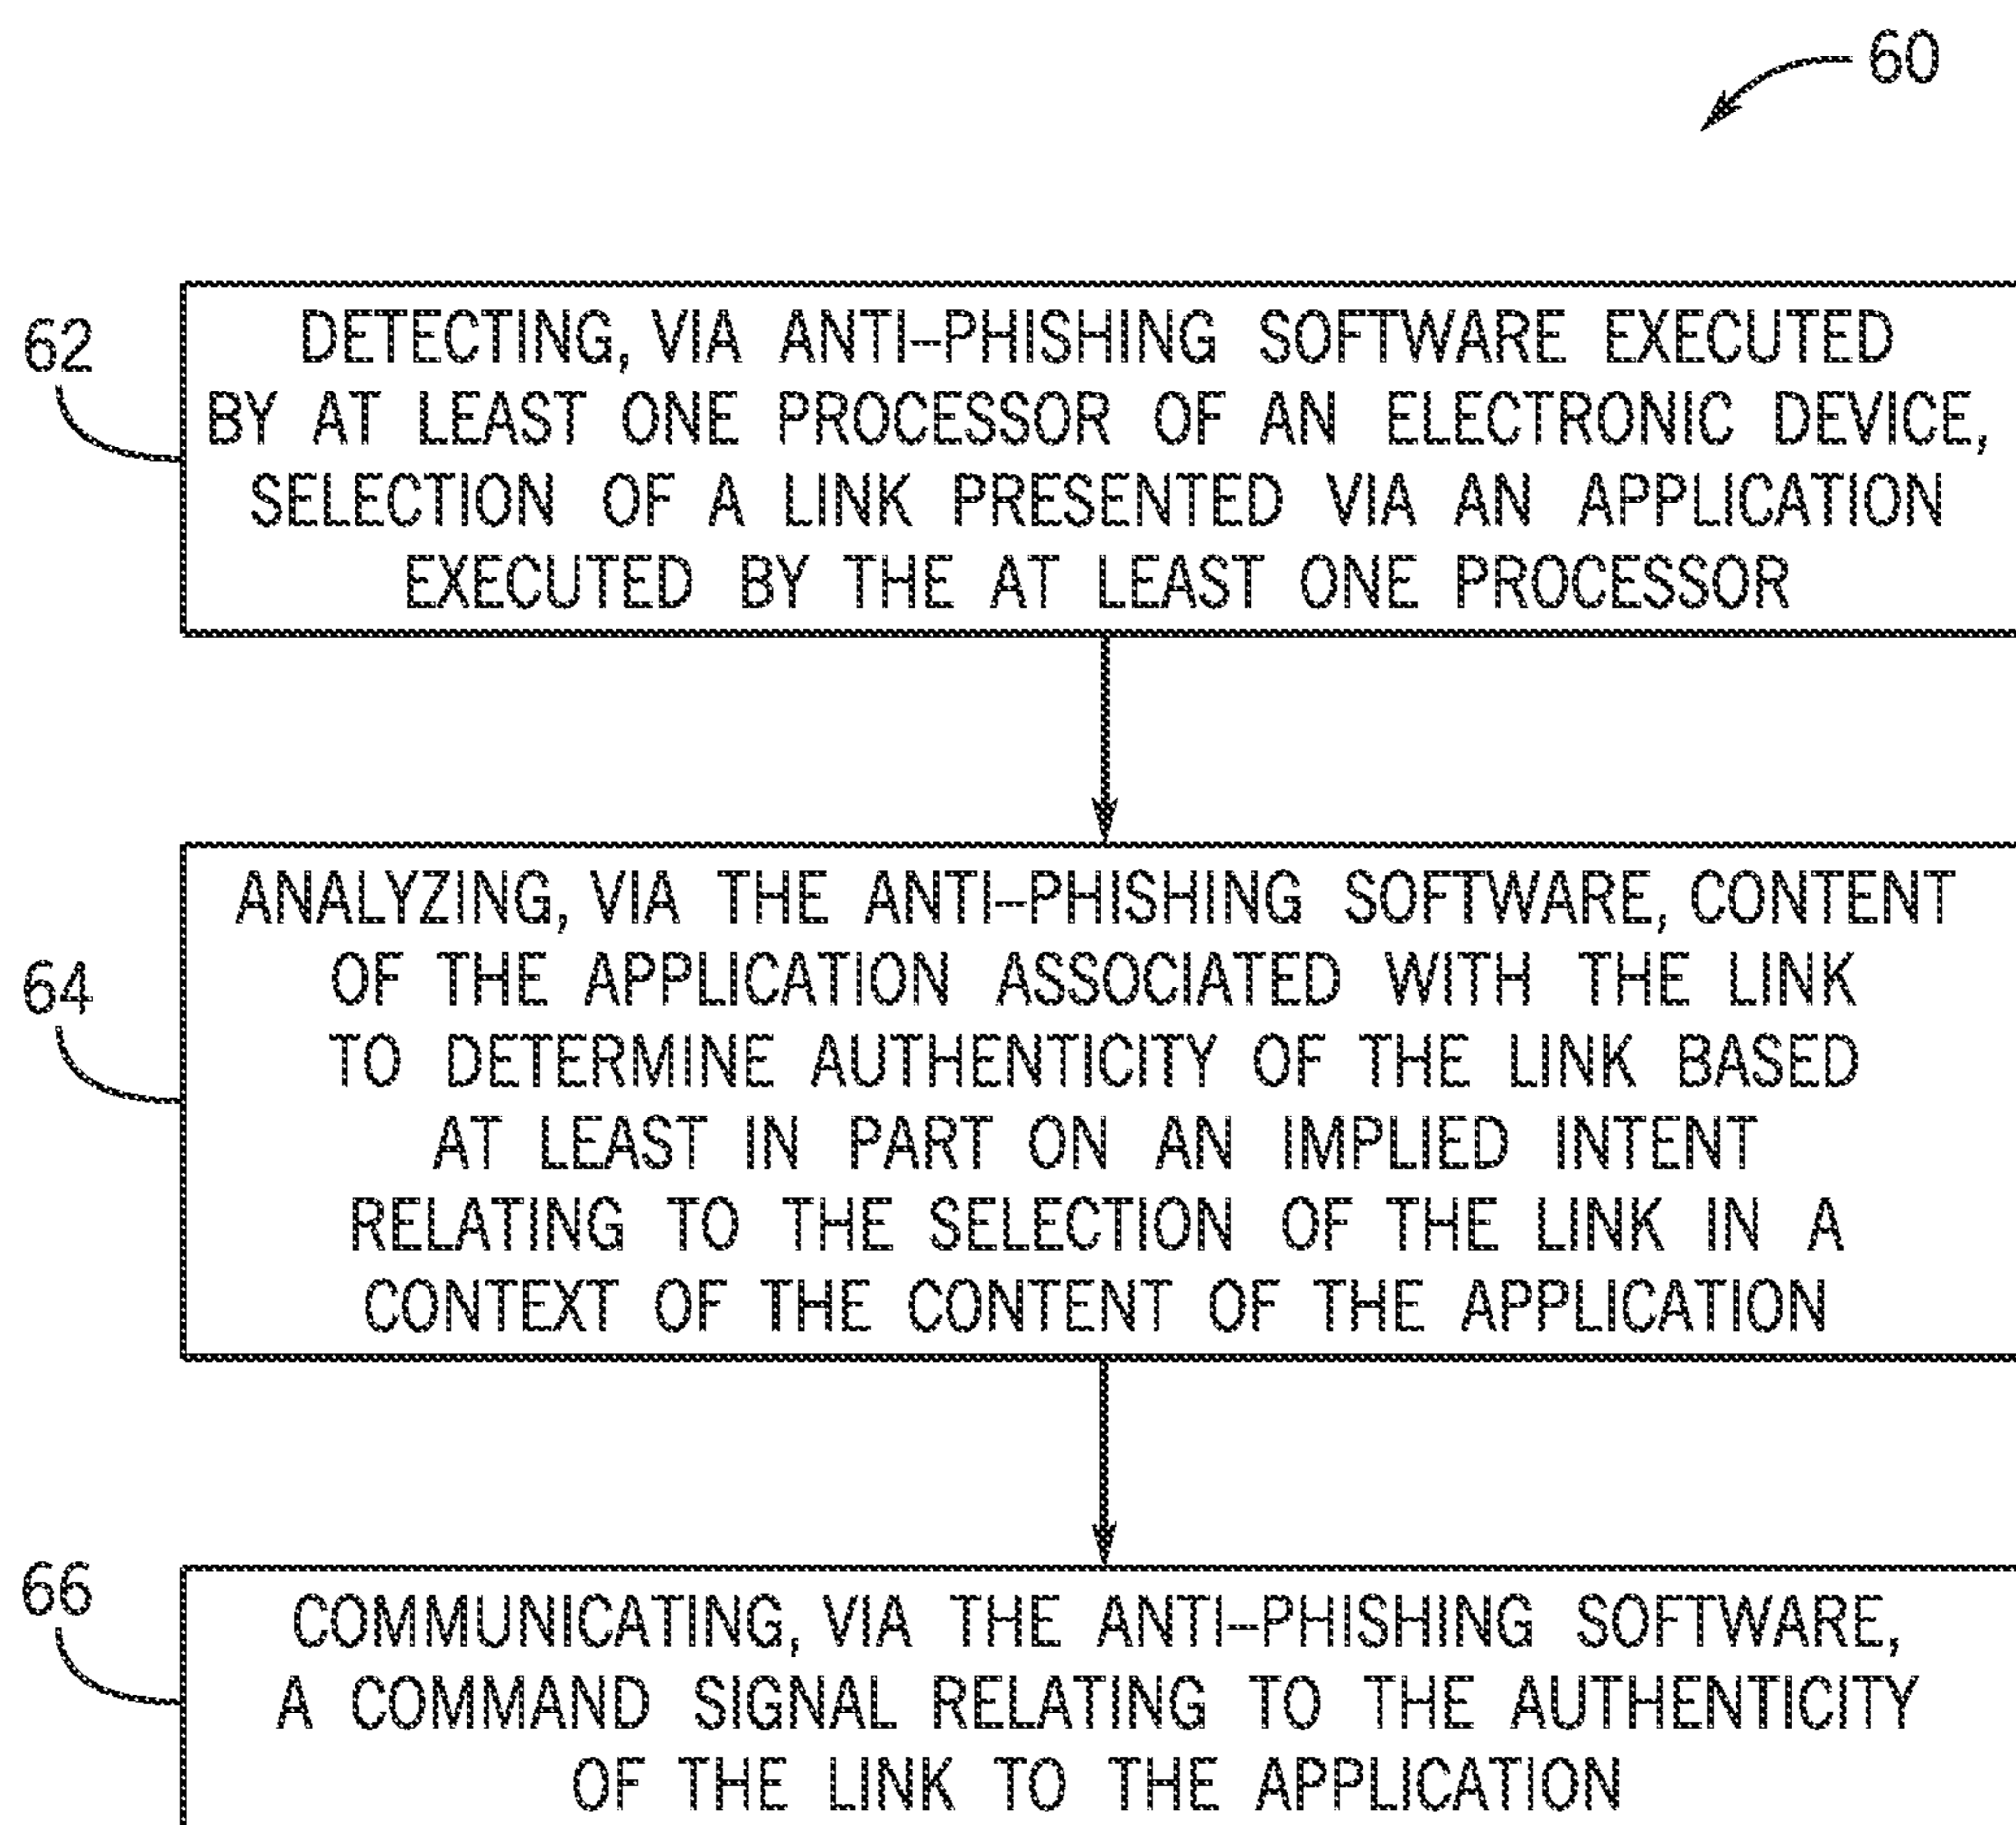 60
62
DETECTING, VIA ANTI-PHISHING SOFTWARE EXECUTED
BY AT LEAST ONE PROCESSOR OF AN ELECTRONIC DEVICE,
SELECTION OF A LINK PRESENTED VIA AN APPLICATION
EXECUTED BY THE AT LEAST ONE PROCESSOR
64
ANALYZING, VIA THE ANTI-PHISHING SOFTWARE, CONTENT
OF THE APPLICATION ASSOCIATED WITH THE LINK
TO DETERMINE AUTHENTICITY OF THE LINK BASED
AT LEAST IN PART ON AN IMPLIED INTENT
RELATING TO THE SELECTION OF THE LINK IN A
CONTEXT OF THE CONTENT OF THE APPLICATION
66
COMMUNICATING, VIA THE ANTI-PHISHING SOFTWARE,
A COMMAND SIGNAL RELATING TO THE AUTHENTICITY
OF THE LINK TO THE APPLICATION